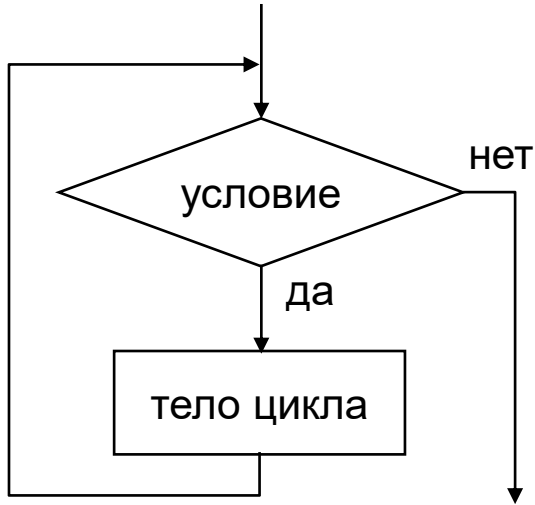 нет
условие
да
тело цикла